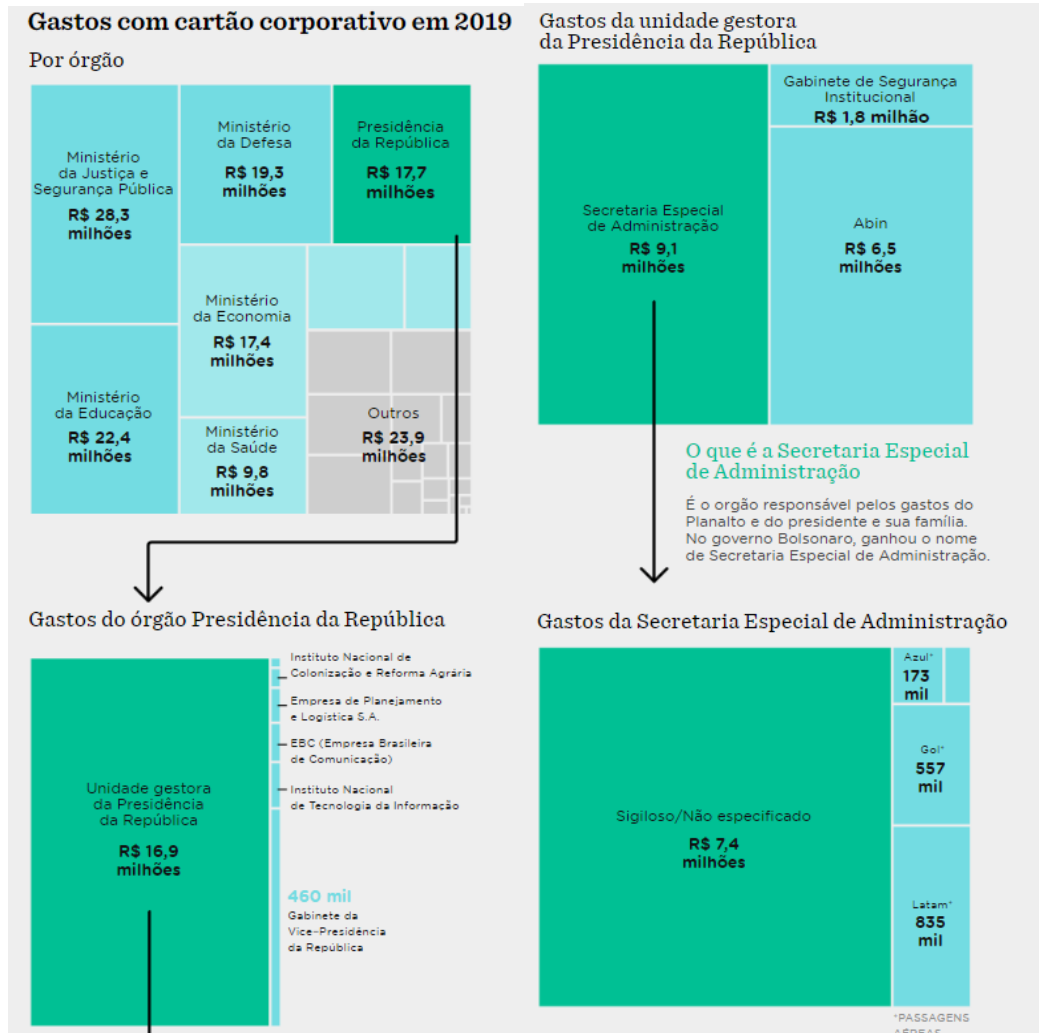 Gastos com cartão corporativo em 2019
Por órgão
Ministério
da Justiça e
Segurança Pública
R$ 28,3
milhões
Ministério
da Defesa
R$ 19,3
milhões
Presidência
da República
R$ 17,7
milhões
Ministério
da Economia
R$ 17,4
milhões
Ministério
da Educação
R$ 22,4
milhões
Ministério
da Saúde
R$ 9,8
milhões
Outros
R$ 23,9
milhões
Gastos da unidade gestora
da Presidência da República
Secretaria Especial
de Administração
R$ 9,1
milhões
Gabinete de Segurança
Institucional
R$ 1,8 milhão
Abin
R$ 6,5
milhões
O que é a Secretaria Especial
de Administração
É o orgão responsável pelos gastos do
Planalto e do presidente e sua família.
No governo Bolsonaro, ganhou o nome
de Secretaria Especial de Administração.
Gastos do órgão Presidência da República
Unidade gestora
da Presidência
da República
R$ 16,9
milhões
Instituto Nacional de
Colonização e Reforma Agrária
Empresa de Planejamento
e Logística S.A.
EBC (Empresa Brasileira
de Comunicação)
Instituto Nacional
de Tecnologia da Informação
460 mil
Gabinete da
Vice-Presidência
da República
Gastos da Secretaria Especial de Administração
Sigiloso/Não especificado
R$ 7,4
milhões
Azul*
173
mil
Gol*
557
mil
Latam*
835
mil
*PASSAGENS
AÉREAS